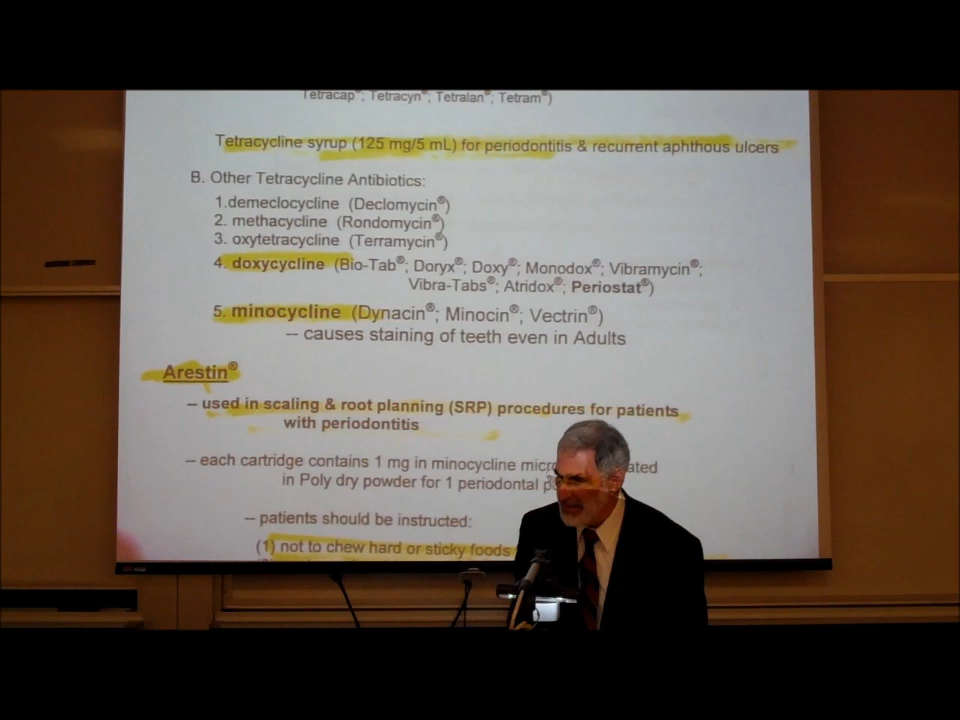 Tetracap®; Tetracyn®; Tetralan®; Tetram®)
Tetracycline syrup (125 mg/5 mL) for periodontitis & recurrent aphthous ulcers
B. Other Tetracycline Antibiotics:
1.demeclocycline (Declomycin®)
2. methacycline (Rondomycin®)
3. oxytetracycline (Terramycin®)
4. doxycycline (Bio-Tab®; Doryx®; Doxy®; Monodox®; Vibramycin®;
Vibra-Tabs®; Atridox®; Periostat®)
5. minocycline (Dynacin®; Minocin®; Vectrin®)
– causes staining of teeth even in Adults
Arestin®
– used in scaling & root planning (SRP) procedures for patients
with periodontitis
– each cartridge contains 1 mg in minocycline
in Poly dry powder for 1 periodontal
– patients should be instructed:
(1) not to chew hard or sticky foods